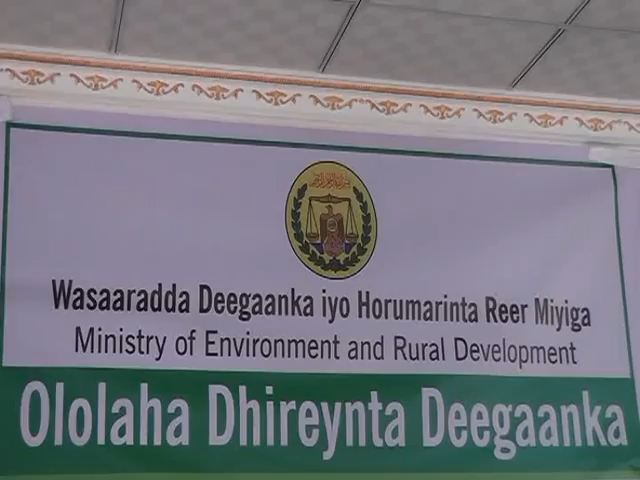 Wasaaradda Deegaanka iyo Horumarinta Reer Miyiga
Ministry of Environment and Rural Development
Ololaha Dhireynta Deegaanka